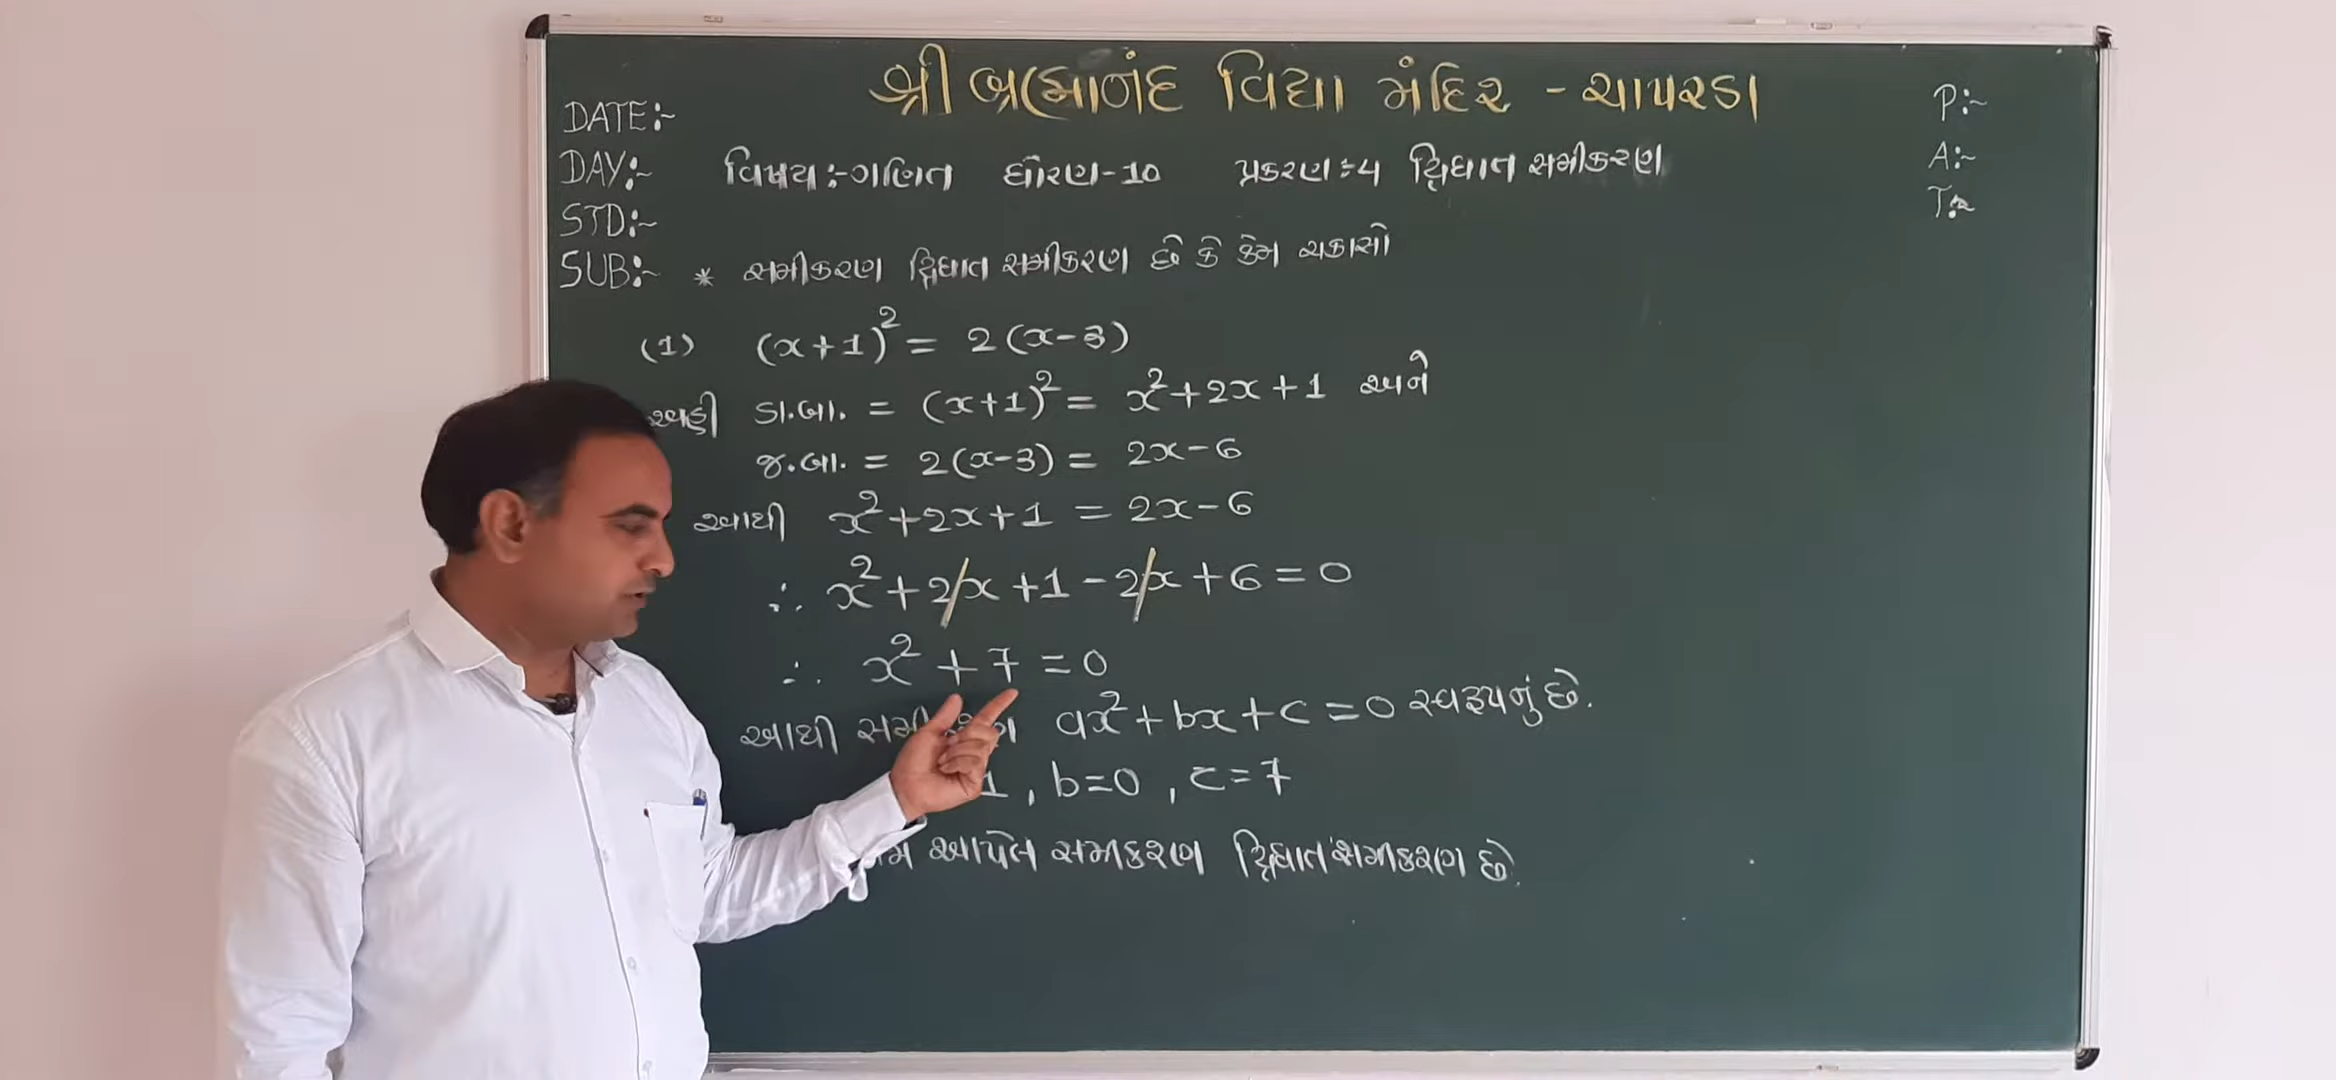 શ્રી બ્રહ્માનંદ વિદ્યા મંદિર - ચાપરડા
DATE:-
DAY:-
STD:-
SUB:-
P:-
A:-
T:-
વિષય:-ગણિત ધોરણ-10 પ્રકરણ:-4 દ્વિઘાત સમીકરણ
* સમીકરણ દ્વિઘાત સમીકરણ છે કે કેમ ચકાસો
(1) (x+1)² = 2(x-3)
અહી ડા.બા. = (x+1)² = x²+2x+1 અને
જ.બા. = 2(x-3) = 2x-6
આથી x²+2x+1 = 2x-6
∴ x²+2x+1-2x+6=0
∴ x²+7=0
આથી સમીકરણ ax²+bx+c=0 સ્વરૂપનું છે.
1, b=0, c=7
આપેલ સમીકરણ દ્વિઘાત સમીકરણ છે.